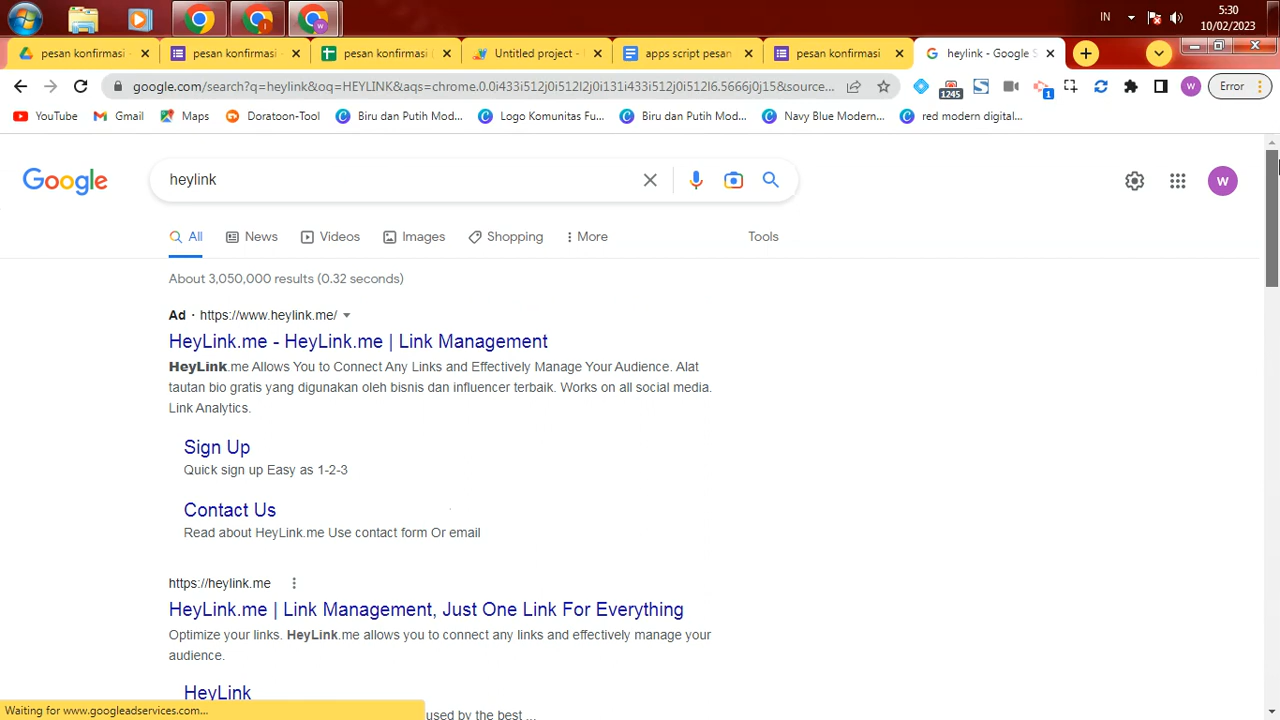 IN
5:30
10/02/2023
pesan konfirmasi
pesan konfirmasi
pesan konfirmasi
Untitled project -
apps script pesan
pesan konfirmasi
heylink - Google S
google.com/search?q=heylink&oq=HEYLINK&aqs=chrome.0.0i433i512j0i512l2j0i131i433i512j0i512l6.5666j0j15&source...
1245
1
W
Error
YouTube
Gmail
Maps
Doratoon-Tool
Biru dan Putih Mod...
Logo Komunitas Fu...
Biru dan Putih Mod...
Navy Blue Modern...
red modern digital...
Google
heylink
W
All
News
Videos
Images
Shopping
More
Tools
About 3,050,000 results (0.32 seconds)
Ad · https://www.heylink.me/
HeyLink.me - HeyLink.me | Link Management
HeyLink.me Allows You to Connect Any Links and Effectively Manage Your Audience. Alat
tautan bio gratis yang digunakan oleh bisnis dan influencer terbaik. Works on all social media.
Link Analytics.
Sign Up
Quick sign up Easy as 1-2-3
Contact Us
Read about HeyLink.me Use contact form Or email
https://heylink.me
HeyLink.me | Link Management, Just One Link For Everything
Optimize your links. HeyLink.me allows you to connect any links and effectively manage your
audience.
HeyLink
used by the best ...
Waiting for www.googleadservices.com...